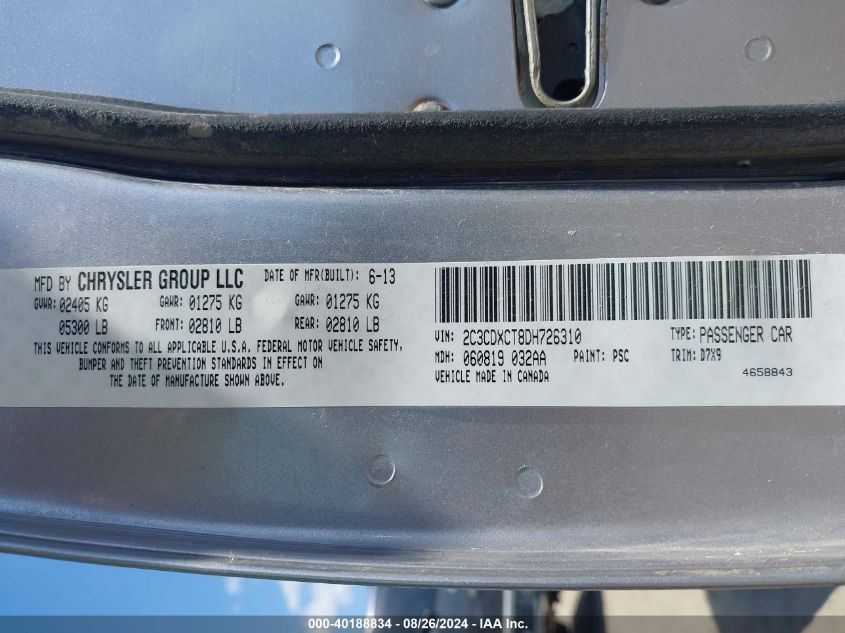 MFD BY CHRYSLER GROUP LLC DATE OF MFR(BUILT): 6-13
GVWR: 02405 KG GAWR: 01275 KG GAWR: 01275 KG
05300 LB FRONT: 02810 LB REAR: 02810 LB
THIS VEHICLE CONFORMS TO ALL APPLICABLE U.S.A. FEDERAL MOTOR VEHICLE SAFETY,
BUMPER AND THEFT PREVENTION STANDARDS IN EFFECT ON
THE DATE OF MANUFACTURE SHOWN ABOVE.
VIN: 2C3CDXCT8DH726310 TYPE: PASSENGER CAR
MDH: 060819 032AA PAINT: PSC TRIM: D7X9
VEHICLE MADE IN CANADA 4658843
000-40188834 - 08/26/2024 - IAA Inc.